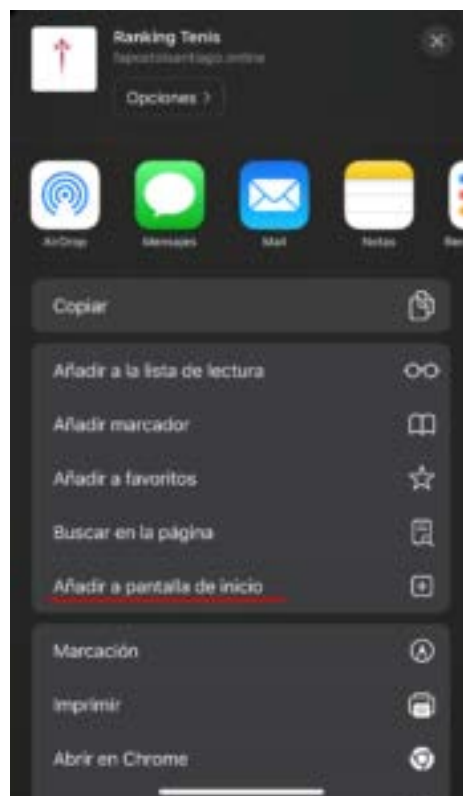 Ranking Tenis
Opciones >
AirDrop
Mensajes
Mail
Notas
Copiar
Añadir a la lista de lectura
Añadir marcador
Añadir a favoritos
Buscar en la página
Añadir a pantalla de inicio
Marcación
Imprimir
Abrir en Chrome